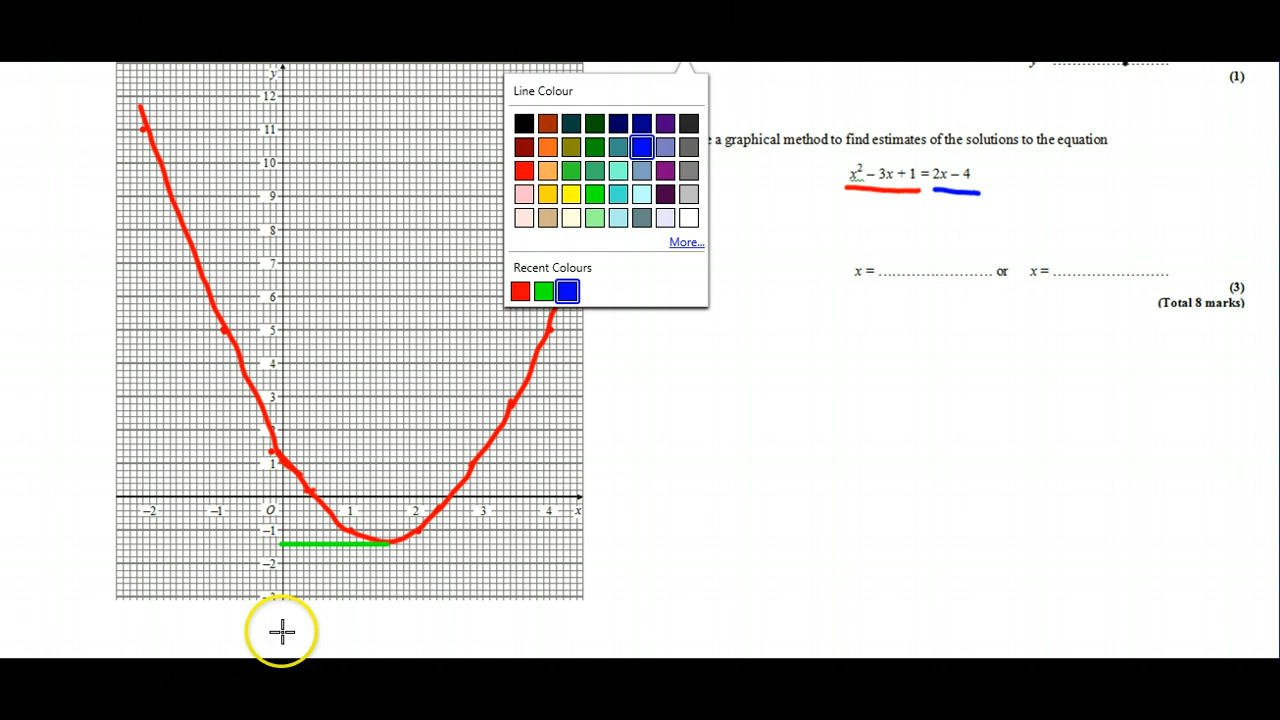 y
12
11
10
9
8
7
6
5
4
3
2
1
–2 –1 O 1 2 3 4 x
–1
–2
Line Colour
More...
Recent Colours
y ........................
(1)
e a graphical method to find estimates of the solutions to the equation
x² – 3x + 1 = 2x – 4
x = ........................ or x = ........................
(3)
(Total 8 marks)